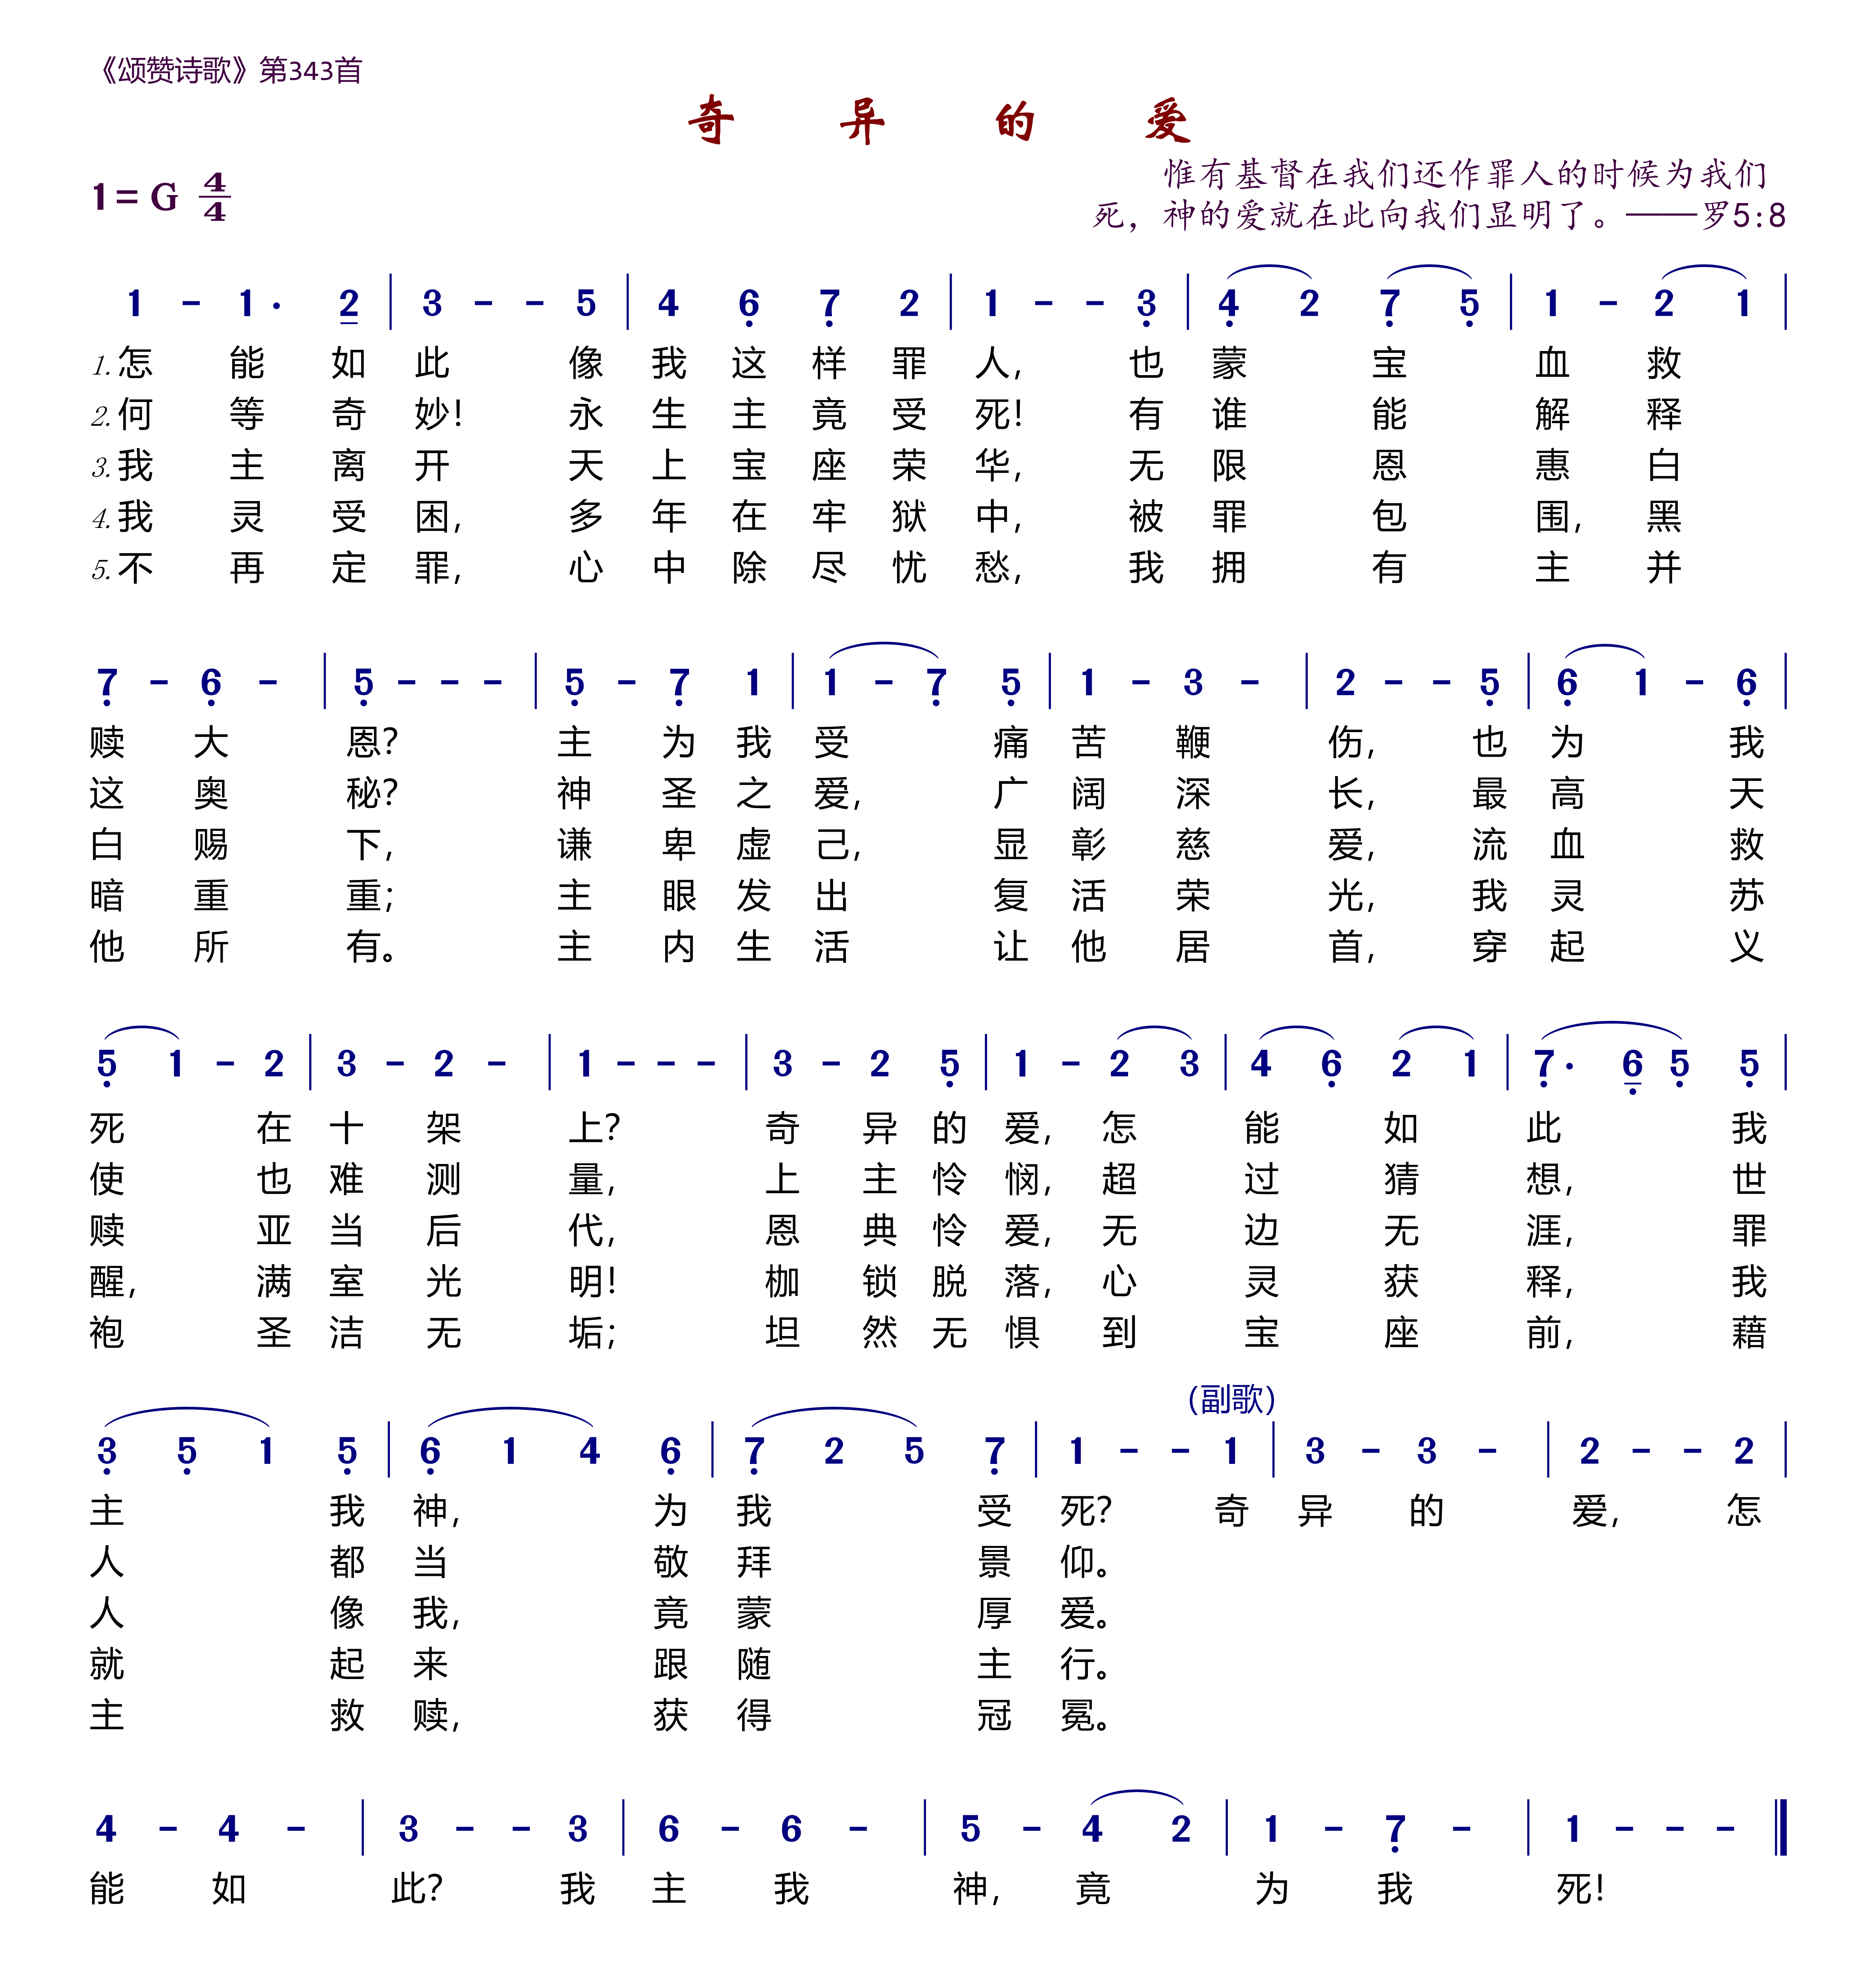 《颂赞诗歌》第343首
奇 异 的 爱
1= G 4/4
惟有基督在我们还作罪人的时候为我们
死，神的爱就在此向我们显明了。——罗5:8
1 - 1 · 2 | 3 - - 5 | 4 6̣ 7̣ 2 | 1 - - 3̣ | 4̣ 2 7̣ 5̣ | 1 - 2 1 |
1.怎 能 如 此 像 我 这 样 罪 人, 也 蒙 宝 血 救
2.何 等 奇 妙! 永 生 主 竟 受 死! 有 谁 能 解 释
3.我 主 离 开 天 上 宝 座 荣 华, 无 限 恩 惠 白
4.我 灵 受 困, 多 年 在 牢 狱 中, 被 罪 包 围, 黑
5.不 再 定 罪, 心 中 除 尽 忧 愁, 我 拥 有 主 并
7̣ - 6̣ - | 5̣ - - - | 5̣ - 7̣ 1 | 1 - 7̣ 5̣ | 1 - 3 - | 2 - - 5̣ | 6̣ 1 - 6̣ |
赎 大 恩? 主 为 我 受 痛 苦 鞭 伤, 也 为 我
这 奥 秘? 神 圣 之 爱, 广 阔 深 长, 最 高 天
白 赐 下, 谦 卑 虚 己, 显 彰 慈 爱, 流 血 救
暗 重 重; 主 眼 发 出 复 活 荣 光, 我 灵 苏
他 所 有。 主 内 生 活 让 他 居 首, 穿 起 义
5̣ 1 - 2 | 3 - 2 - | 1 - - - | 3 - 2 5̣ | 1 - 2 3 | 4 6̣ 2 1 | 7̣ · 6̣ 5̣ 5̣ |
死 在 十 架 上? 奇 异 的 爱, 怎 能 如 此 我
使 也 难 测 量, 上 主 怜 悯, 超 过 猜 想, 世
赎 亚 当 后 代, 恩 典 怜 爱, 无 边 无 涯, 罪
醒, 满 室 光 明! 枷 锁 脱 落, 心 灵 获 释, 我
袍 圣 洁 无 垢; 坦 然 无 惧 到 宝 座 前, 藉
(副歌)
3̣ 5̣ 1 5̣ | 6̣ 1 4 6̣ | 7̣ 2 5 7̣ | 1 - - 1 | 3 - 3 - | 2 - - 2 |
主 我 神, 为 我 受 死? 奇 异 的 爱, 怎
人 都 当 敬 拜 景 仰。
人 像 我, 竟 蒙 厚 爱。
就 起 来 跟 随 主 行。
主 救 赎, 获 得 冠 冕。
4 - 4 - | 3 - - 3 | 6 - 6 - | 5 - 4 2 | 1 - 7̣ - | 1 - - - ‖
能 如 此? 我 主 我 神, 竟 为 我 死!